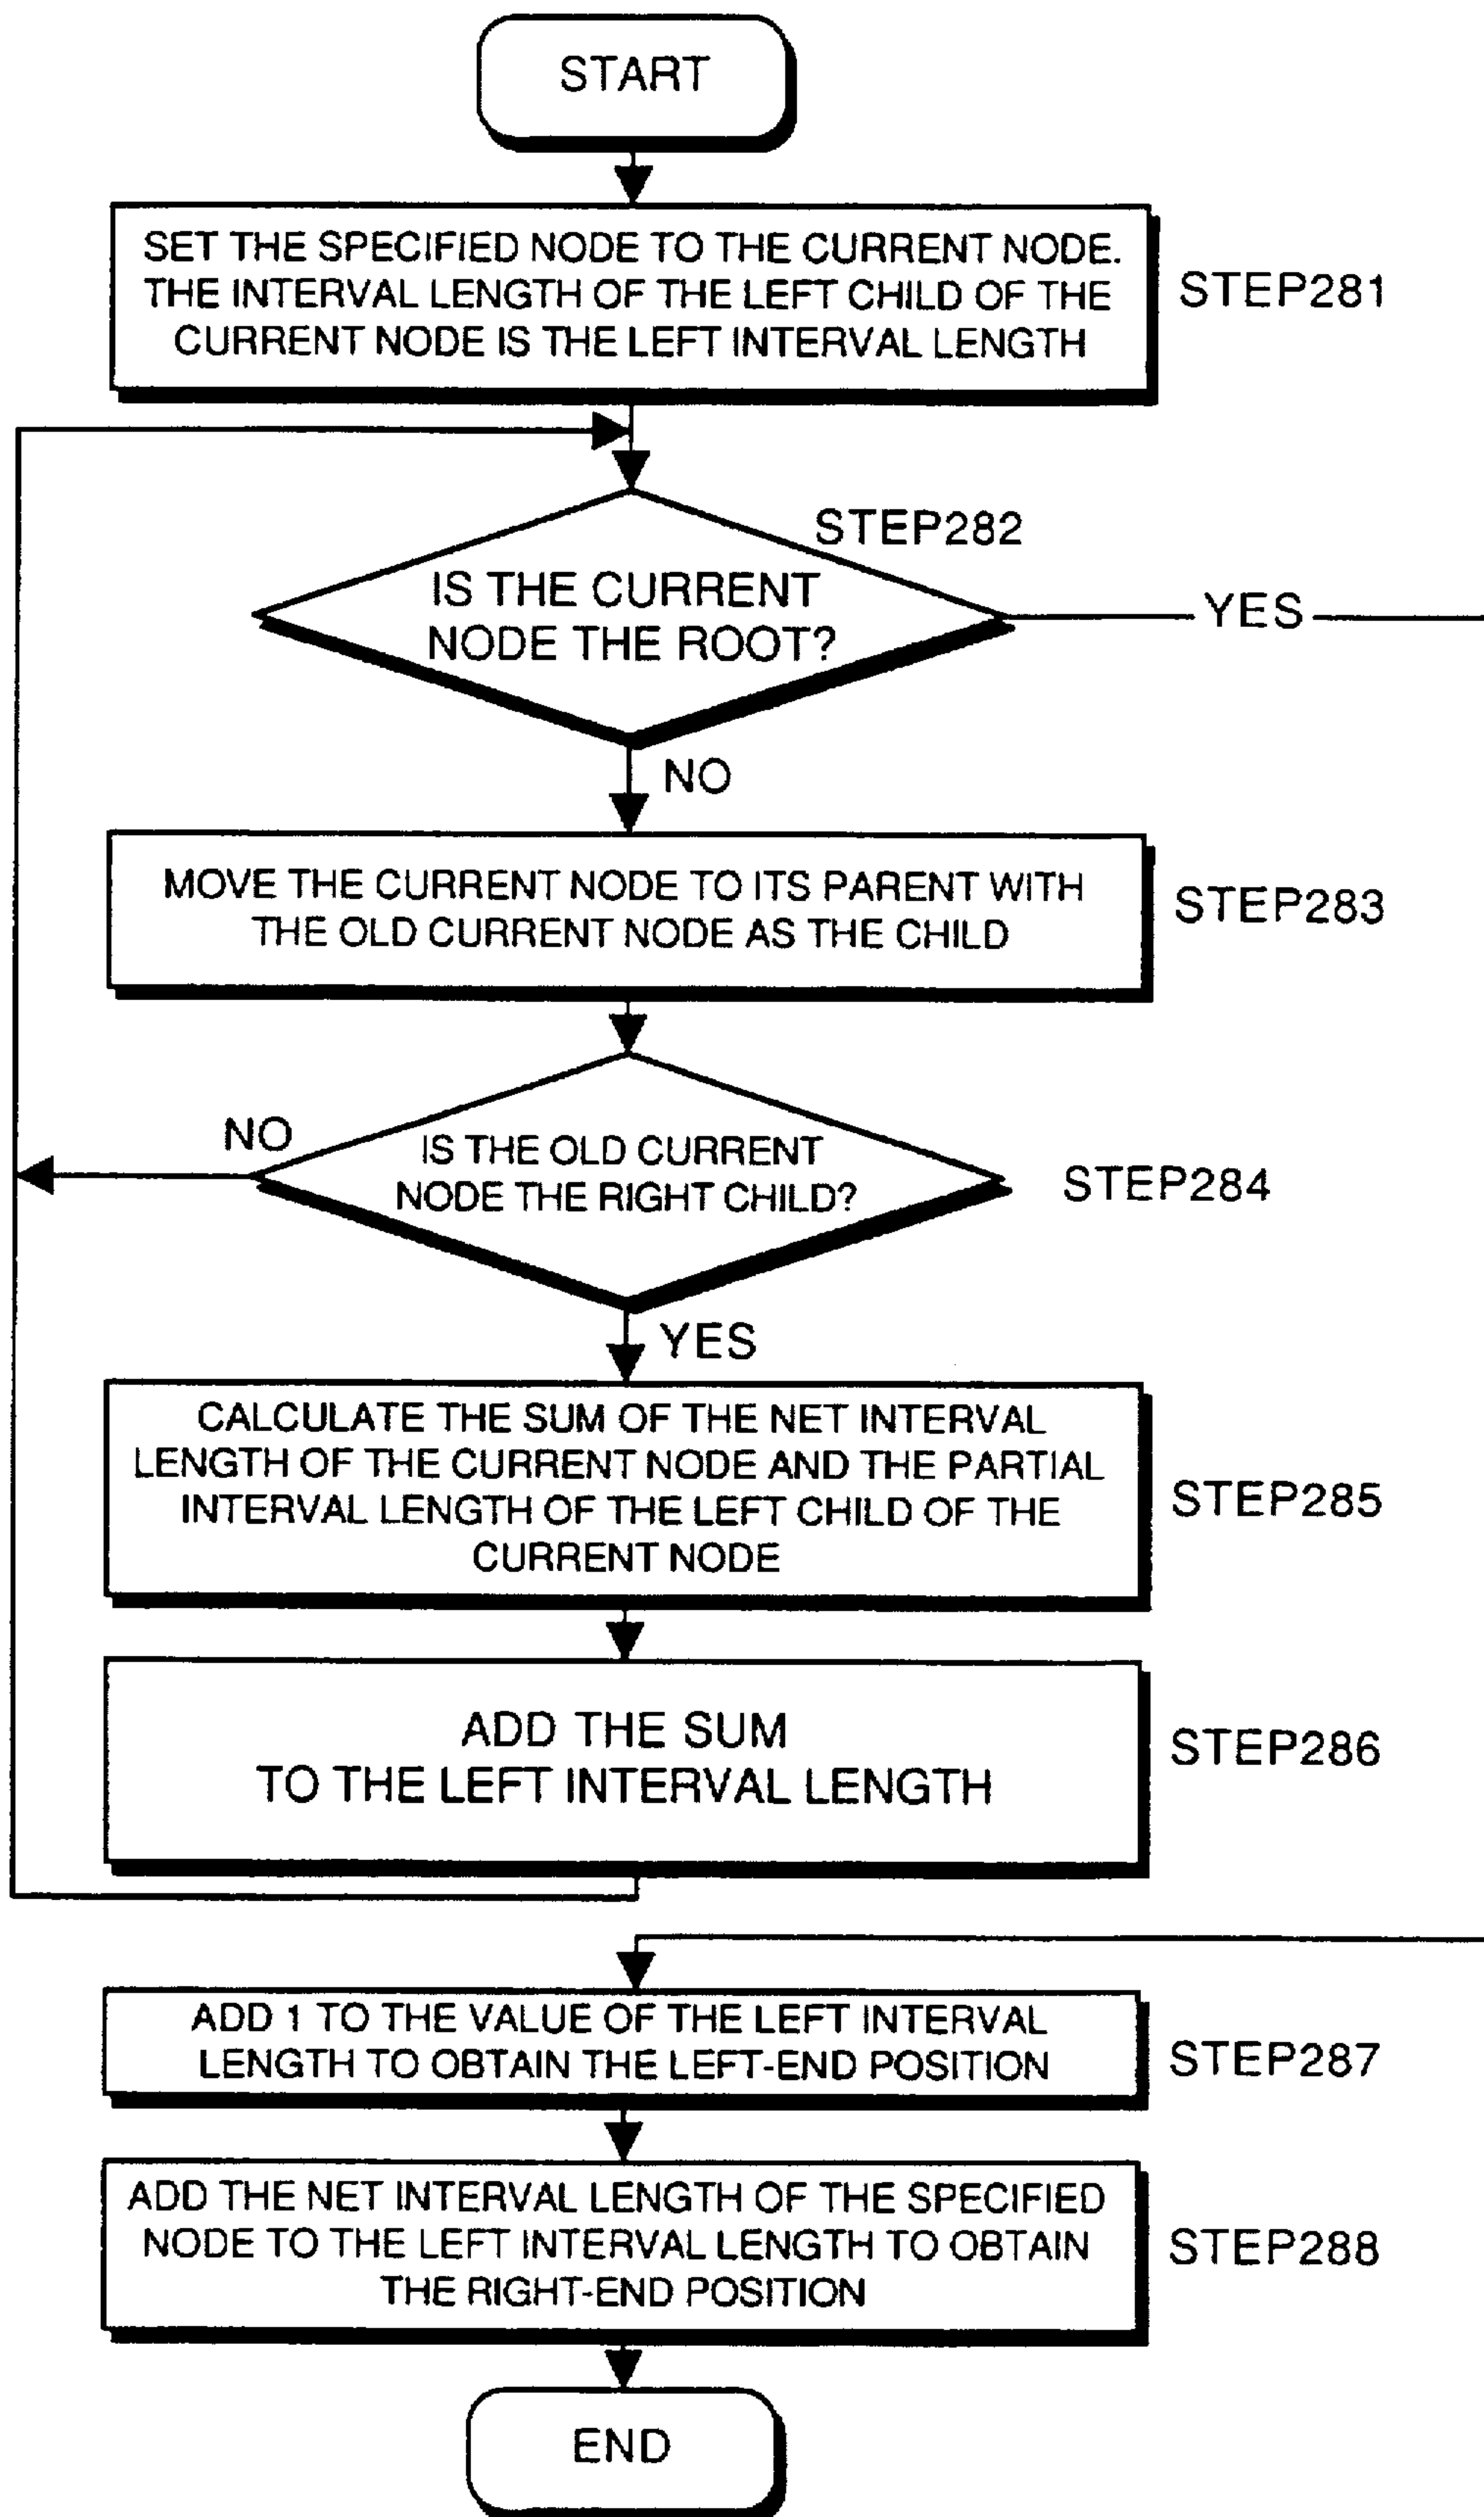 START
SET THE SPECIFIED NODE TO THE CURRENT NODE.
THE INTERVAL LENGTH OF THE LEFT CHILD OF THE
CURRENT NODE IS THE LEFT INTERVAL LENGTH
STEP281
STEP282
IS THE CURRENT
NODE THE ROOT?
YES
NO
MOVE THE CURRENT NODE TO ITS PARENT WITH
THE OLD CURRENT NODE AS THE CHILD
STEP283
NO
IS THE OLD CURRENT
NODE THE RIGHT CHILD?
STEP284
YES
CALCULATE THE SUM OF THE NET INTERVAL
LENGTH OF THE CURRENT NODE AND THE PARTIAL
INTERVAL LENGTH OF THE LEFT CHILD OF THE
CURRENT NODE
STEP285
ADD THE SUM
TO THE LEFT INTERVAL LENGTH
STEP286
ADD 1 TO THE VALUE OF THE LEFT INTERVAL
LENGTH TO OBTAIN THE LEFT-END POSITION
STEP287
ADD THE NET INTERVAL LENGTH OF THE SPECIFIED
NODE TO THE LEFT INTERVAL LENGTH TO OBTAIN
THE RIGHT-END POSITION
STEP288
END